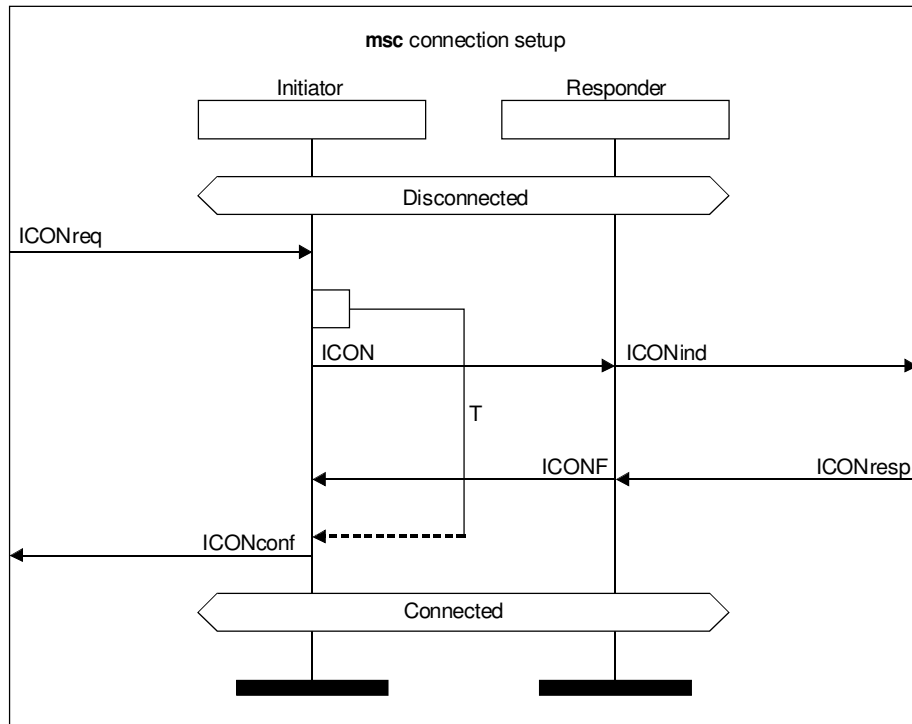 msc connection setup
Initiator
Responder
Disconnected
ICONreq
ICON
ICONind
T
ICONF
ICONresp
ICONconf
Connected